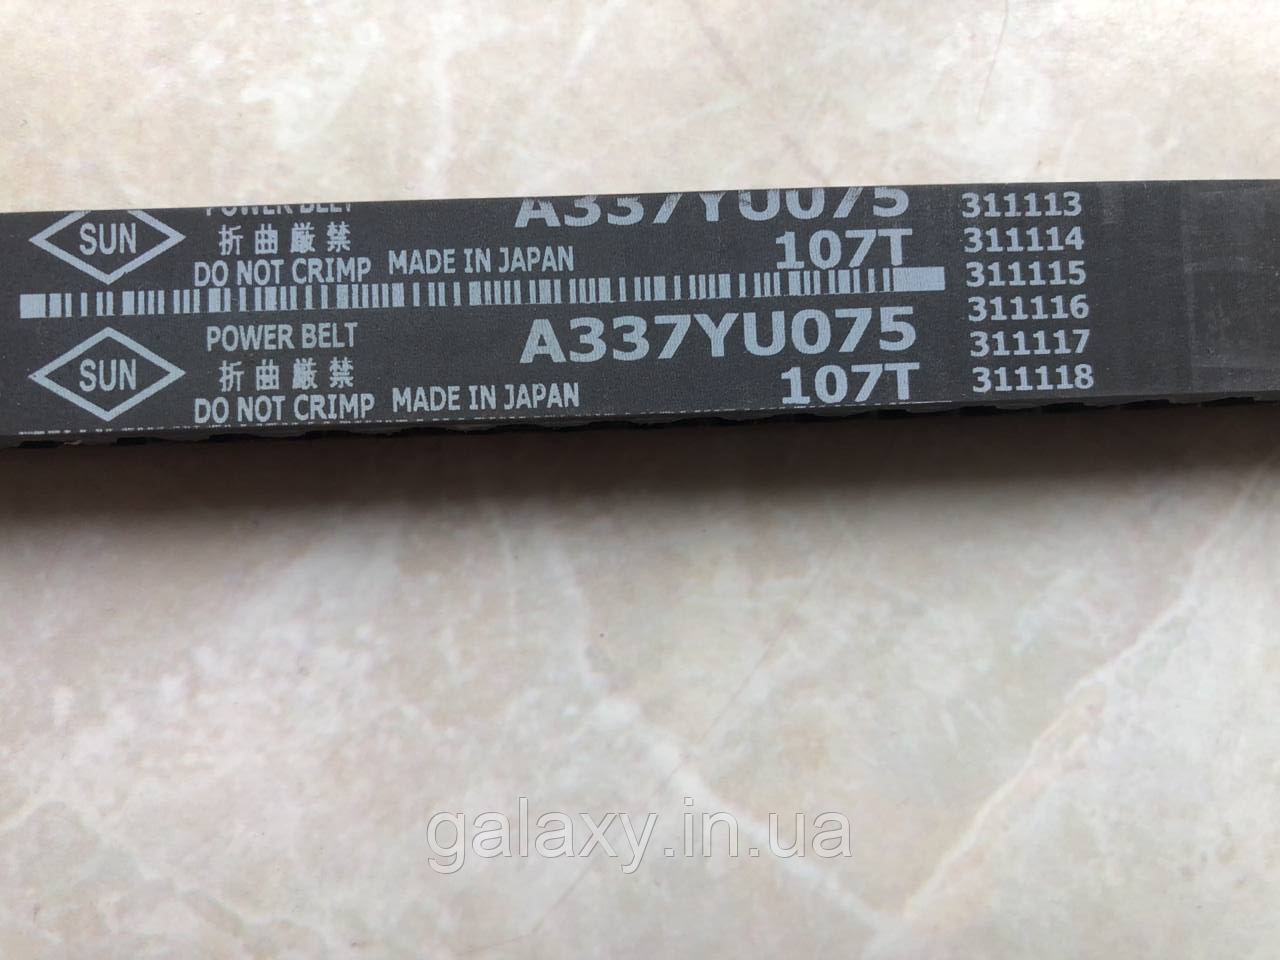 POWER BELT
A337YU075
SUN
折曲厳禁
107T
DO NOT CRIMP MADE IN JAPAN
311113
311114
311115
311116
311117
311118
POWER BELT
A337YU075
SUN
折曲厳禁
107T
DO NOT CRIMP MADE IN JAPAN
galaxy.in.ua